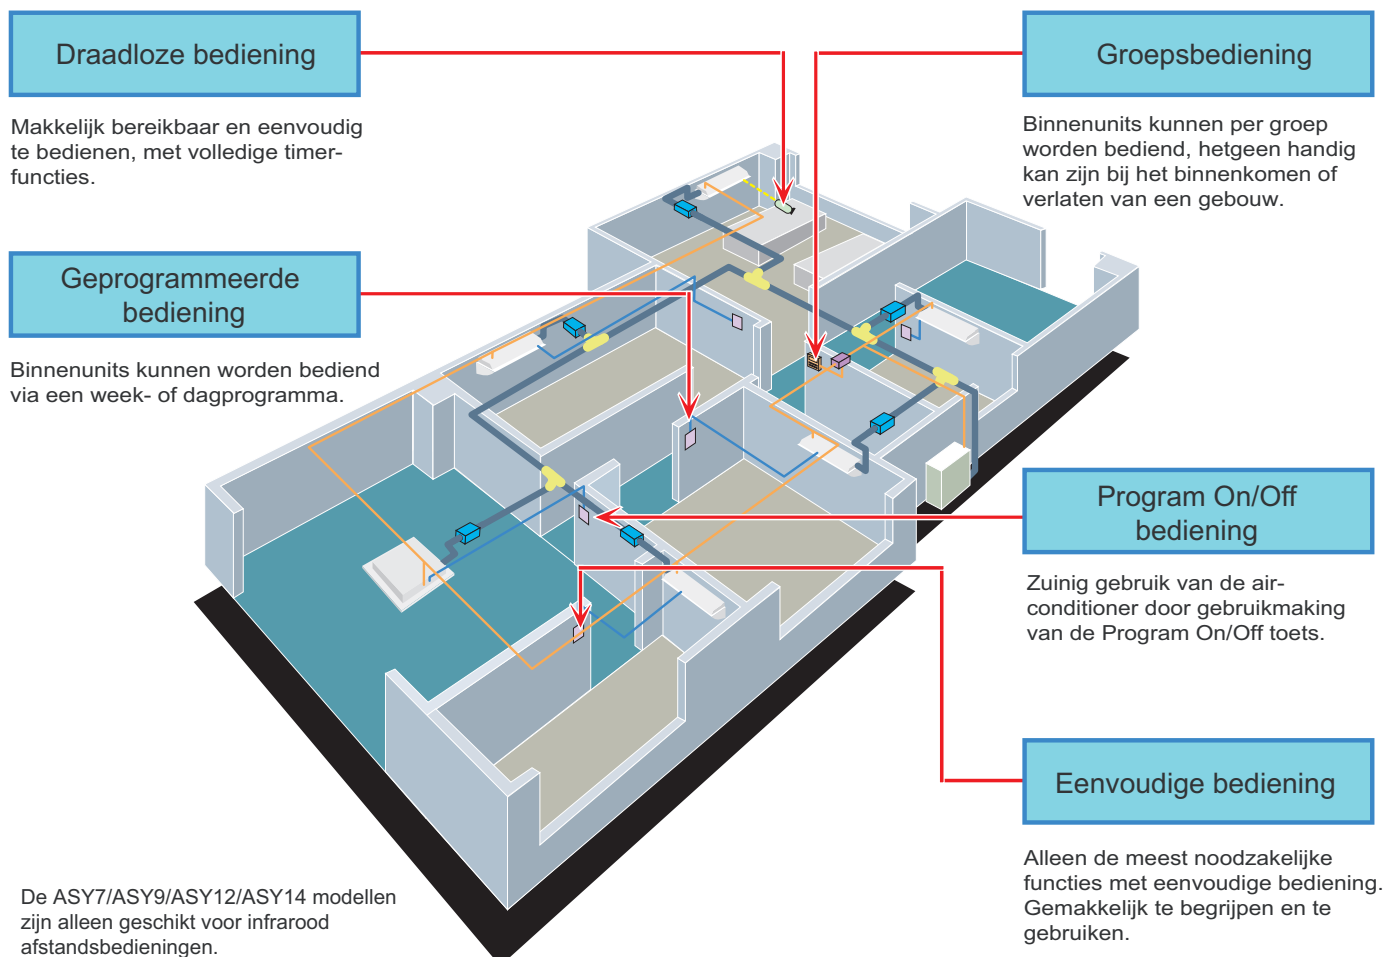 Draadloze bediening
Makkelijk bereikbaar en eenvoudig
te bedienen, met volledige timer-
functies.
Geprogrammeerde
bediening
Binnenunits kunnen worden bediend
via een week- of dagprogramma.
De ASY7/ASY9/ASY12/ASY14 modellen
zijn alleen geschikt voor infrarood
afstandsbedieningen.
Groepsbediening
Binnenunits kunnen per groep
worden bediend, hetgeen handig
kan zijn bij het binnenkomen of
verlaten van een gebouw.
Program On/Off
bediening
Zuinig gebruik van de air-
conditioner door gebruikmaking
van de Program On/Off toets.
Eenvoudige bediening
Alleen de meest noodzakelijke
functies met eenvoudige bediening.
Gemakkelijk te begrijpen en te
gebruiken.